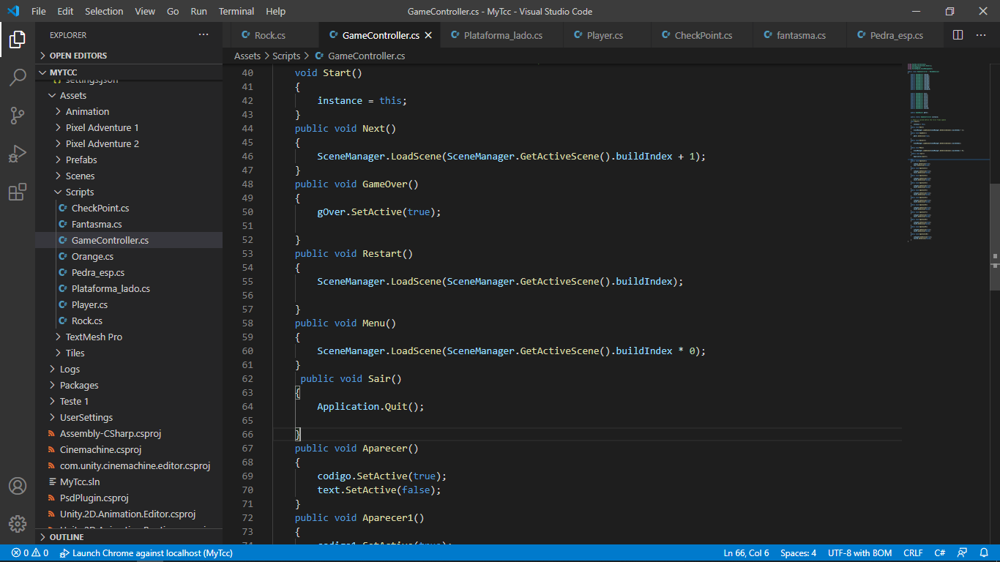 File Edit Selection View Go Run Terminal Help GameController.cs - MyTcc - Visual Studio Code
EXPLORER
OPEN EDITORS
MYTCC
settings.json
Assets
Animation
Pixel Adventure 1
Pixel Adventure 2
Prefabs
Scenes
Scripts
CheckPoint.cs
Fantasma.cs
GameController.cs
Orange.cs
Pedra_esp.cs
Plataforma_lado.cs
Player.cs
Rock.cs
TextMesh Pro
Tiles
Logs
Packages
Teste 1
UserSettings
Assembly-CSharp.csproj
Cinemachine.csproj
com.unity.cinemachine.editor.csproj
MyTcc.sln
PsdPlugin.csproj
Unity.2D.Animation.Editor.csproj
OUTLINE
Rock.cs GameController.cs Plataforma_lado.cs Player.cs CheckPoint.cs fantasma.cs Pedra_esp.cs
Assets > Scripts > GameController.cs
40 void Start()
41 {
42 instance = this;
43 }
44 public void Next()
45 {
46 SceneManager.LoadScene(SceneManager.GetActiveScene().buildIndex + 1);
47 }
48 public void GameOver()
49 {
50 gOver.SetActive(true);
51
52 }
53 public void Restart()
54 {
55 SceneManager.LoadScene(SceneManager.GetActiveScene().buildIndex);
56
57 }
58 public void Menu()
59 {
60 SceneManager.LoadScene(SceneManager.GetActiveScene().buildIndex * 0);
61 }
62 public void Sair()
63 {
64 Application.Quit();
65
66 }
67 public void Aparecer()
68 {
69 codigo.SetActive(true);
70 text.SetActive(false);
71 }
72 public void Aparecer1()
73 {
74 codigo1.SetActive(true);
0 0 Launch Chrome against localhost (MyTcc) Ln 66, Col 6 Spaces: 4 UTF-8 with BOM CRLF C#